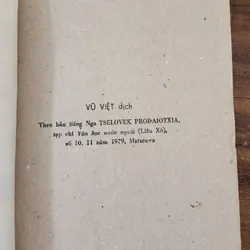 VŨ VIỆT dịch
Theo bản tiếng Nga TSELOVEK PRODAIOTXIA,
tạp chí Văn học nước ngoài (Liên Xô),
số 10, 11 năm 1979, Matxcơva